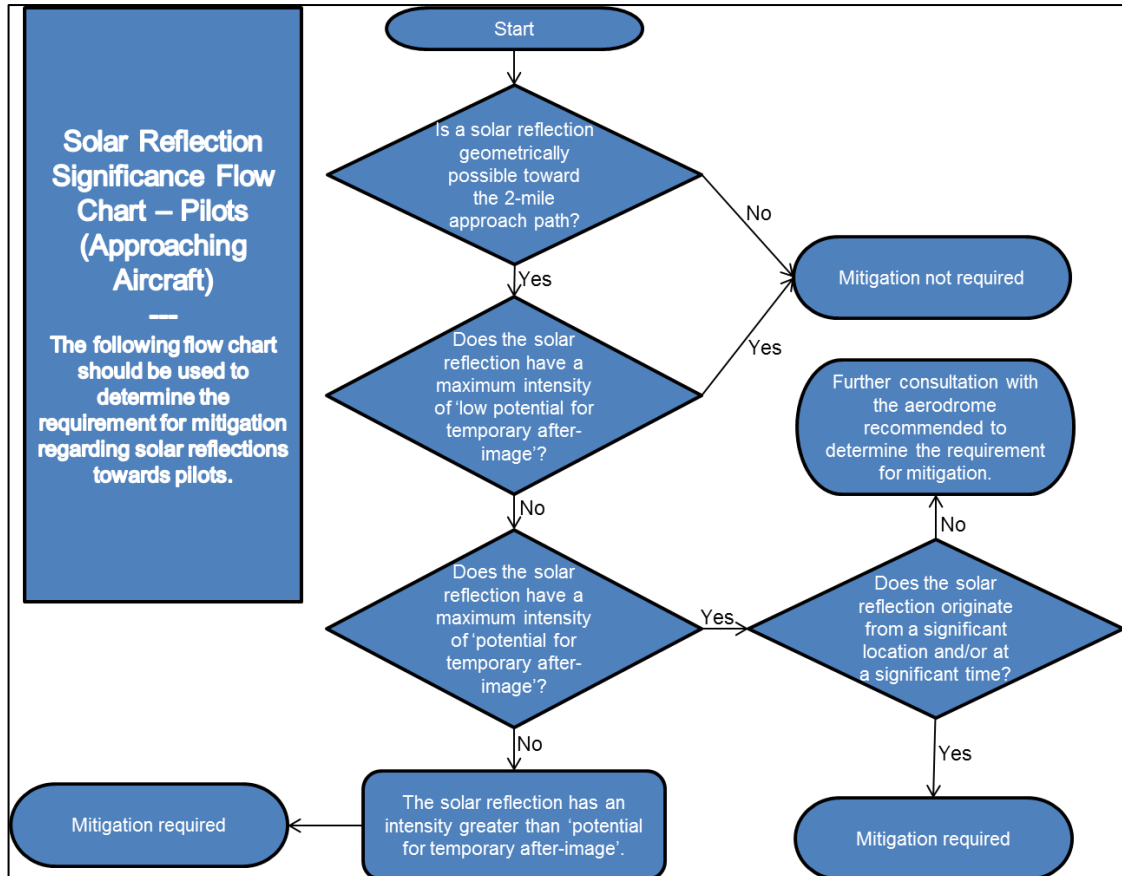 Solar Reflection
Significance Flow
Chart – Pilots
(Approaching
Aircraft)
---
The following flow chart
should be used to
determine the
requirement for mitigation
regarding solar reflections
towards pilots.
Start
Is a solar reflection
geometrically
possible toward
the 2-mile
approach path?
No
Yes
Mitigation not required
Does the solar
reflection have a
maximum intensity
of ‘low potential for
temporary after-
image’?
Yes
No
Further consultation with
the aerodrome
recommended to
determine the requirement
for mitigation.
No
Does the solar
reflection have a
maximum intensity
of ‘potential for
temporary after-
image’?
Yes
Does the solar
reflection originate
from a significant
location and/or at
a significant time?
No
Yes
Mitigation required
The solar reflection has an
intensity greater than ‘potential
for temporary after-image’.
Mitigation required